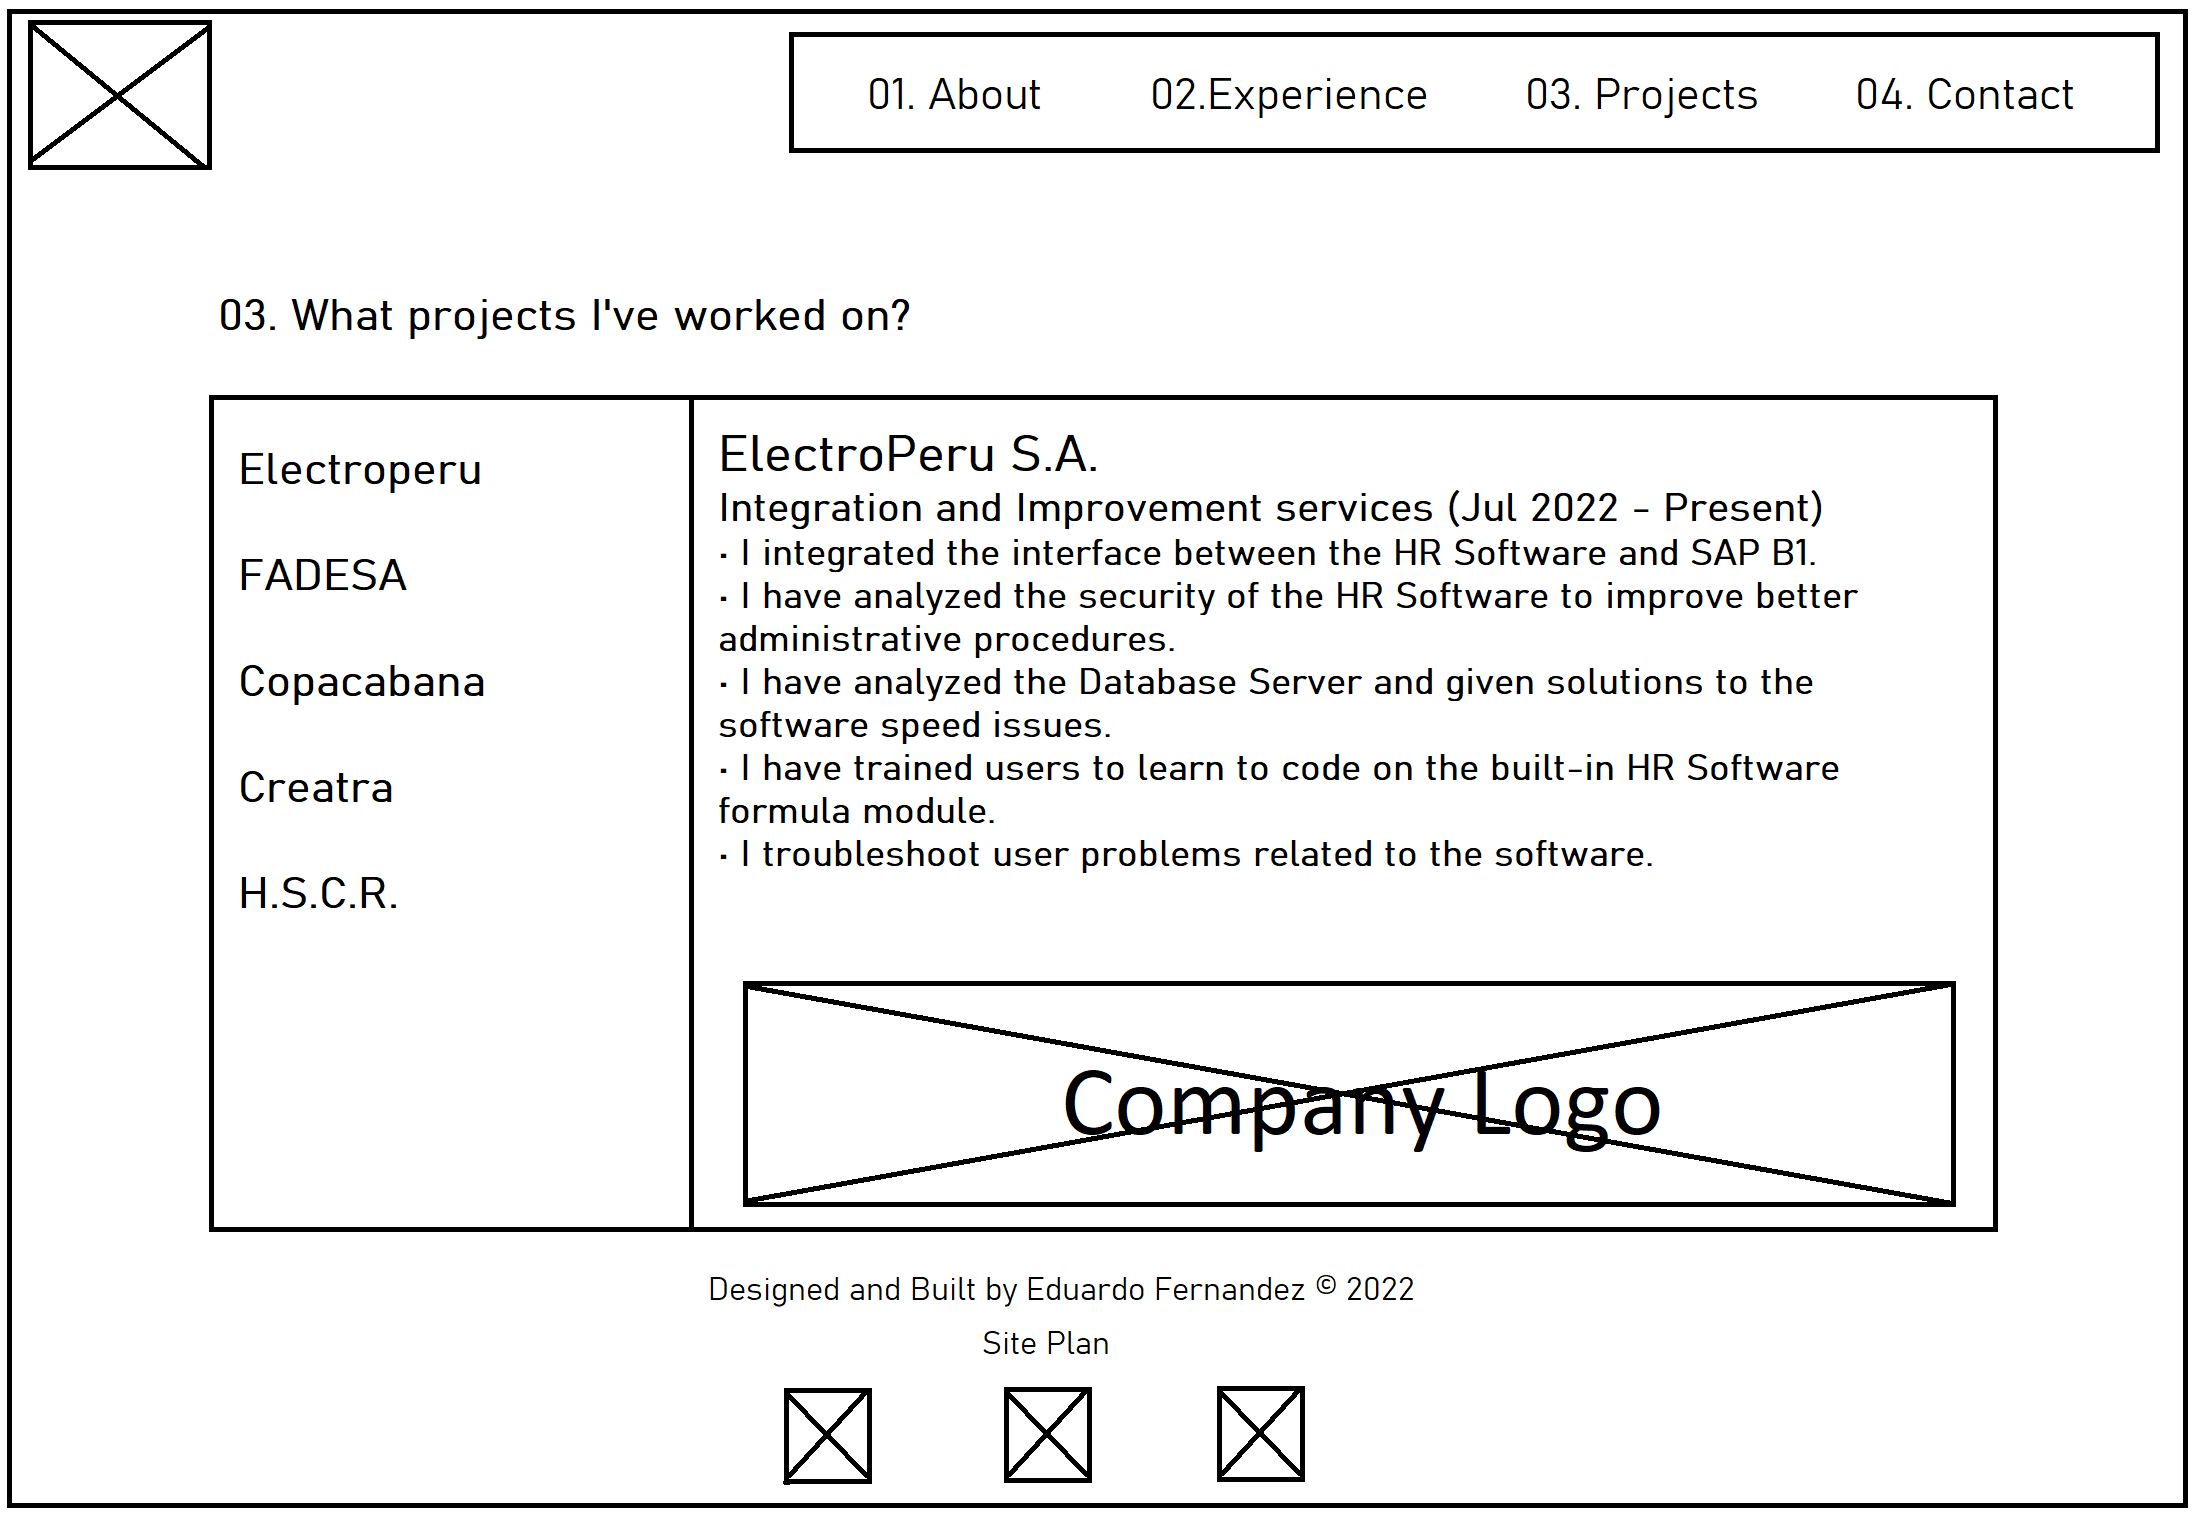 01. About 02.Experience 03. Projects 04. Contact
03. What projects I've worked on?
Electroperu
FADESA
Copacabana
Creatra
H.S.C.R.
ElectroPeru S.A.
Integration and Improvement services (Jul 2022 - Present)
· I integrated the interface between the HR Software and SAP B1.
· I have analyzed the security of the HR Software to improve better
administrative procedures.
· I have analyzed the Database Server and given solutions to the
software speed issues.
· I have trained users to learn to code on the built-in HR Software
formula module.
· I troubleshoot user problems related to the software.
Company Logo
Designed and Built by Eduardo Fernandez © 2022
Site Plan